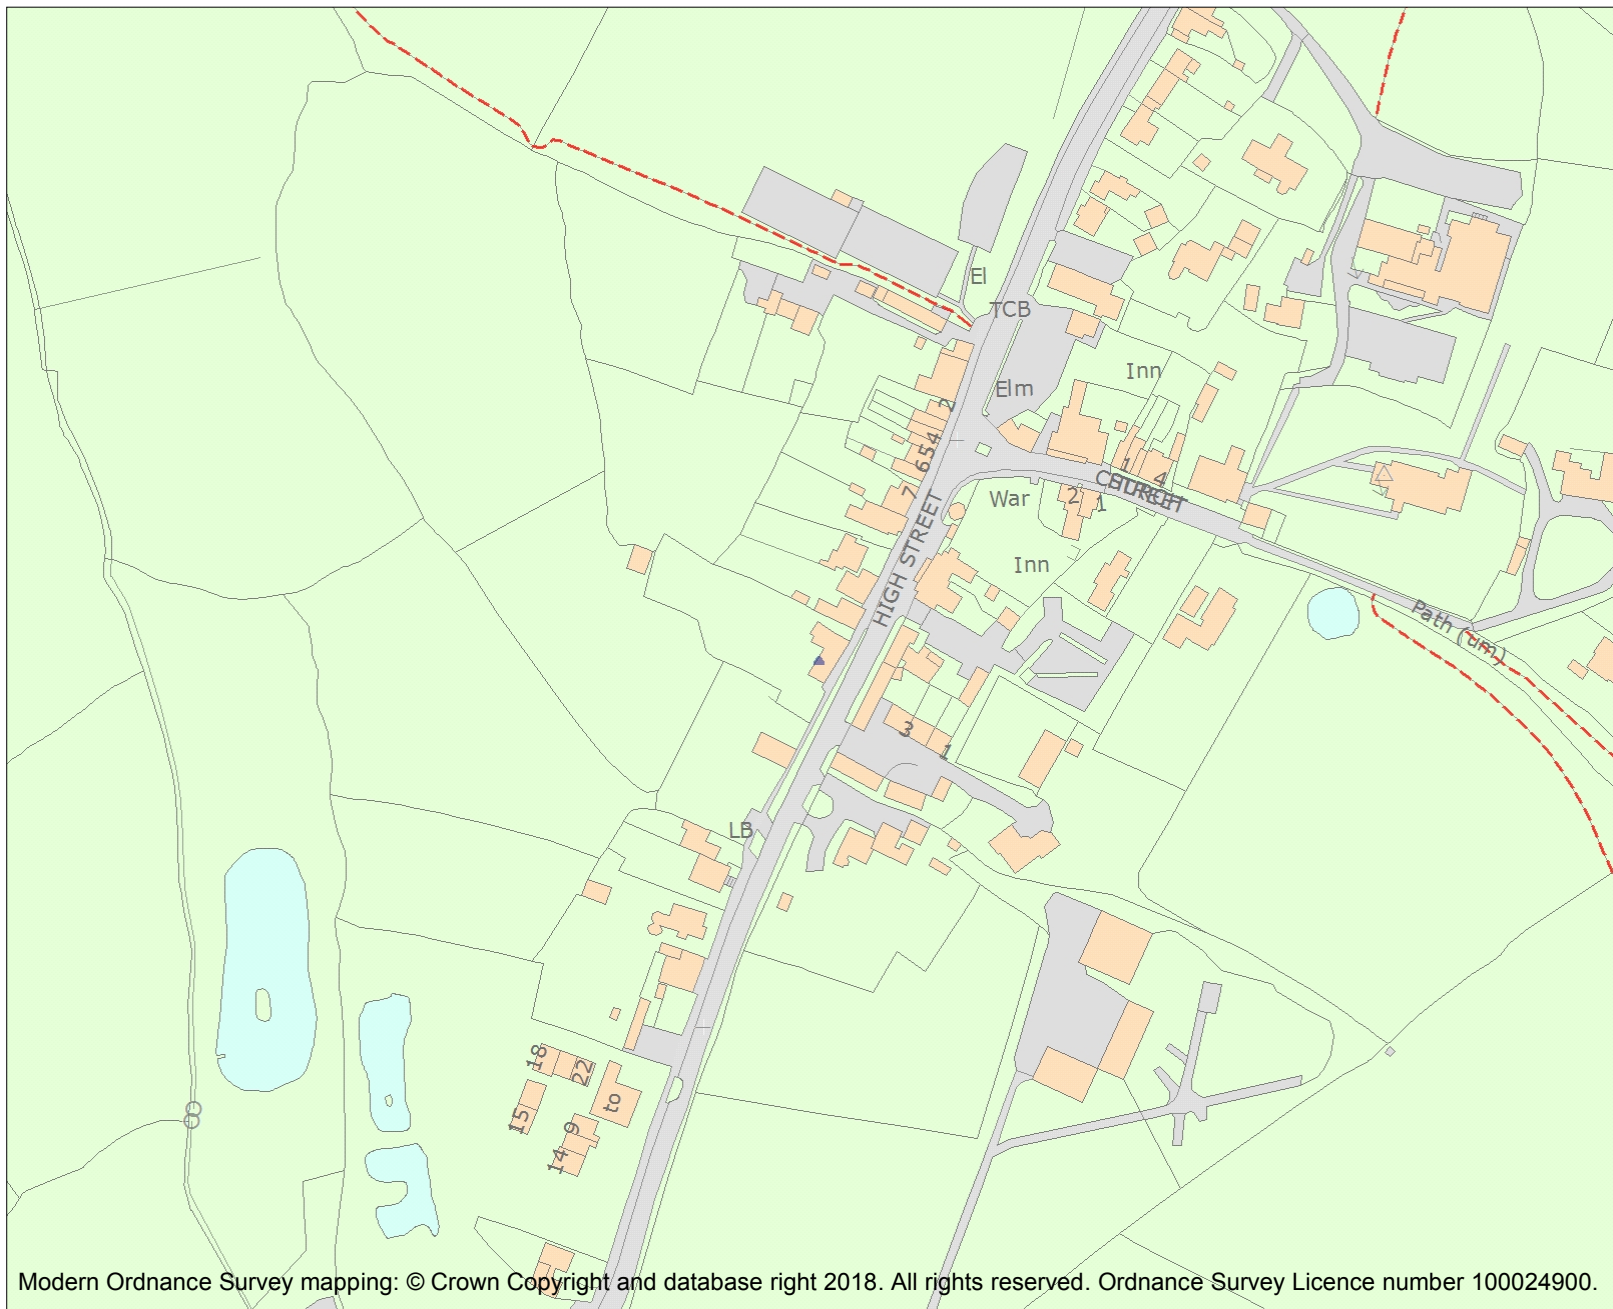 El
TCB
Inn
Elm
2
654
7
HIGH STREET
War
2
1
1
4
Inn
Path (um)
3
1
LB
18
22
to
15
9
14
Modern Ordnance Survey mapping: © Crown Copyright and database right 2018. All rights reserved. Ordnance Survey Licence number 100024900.